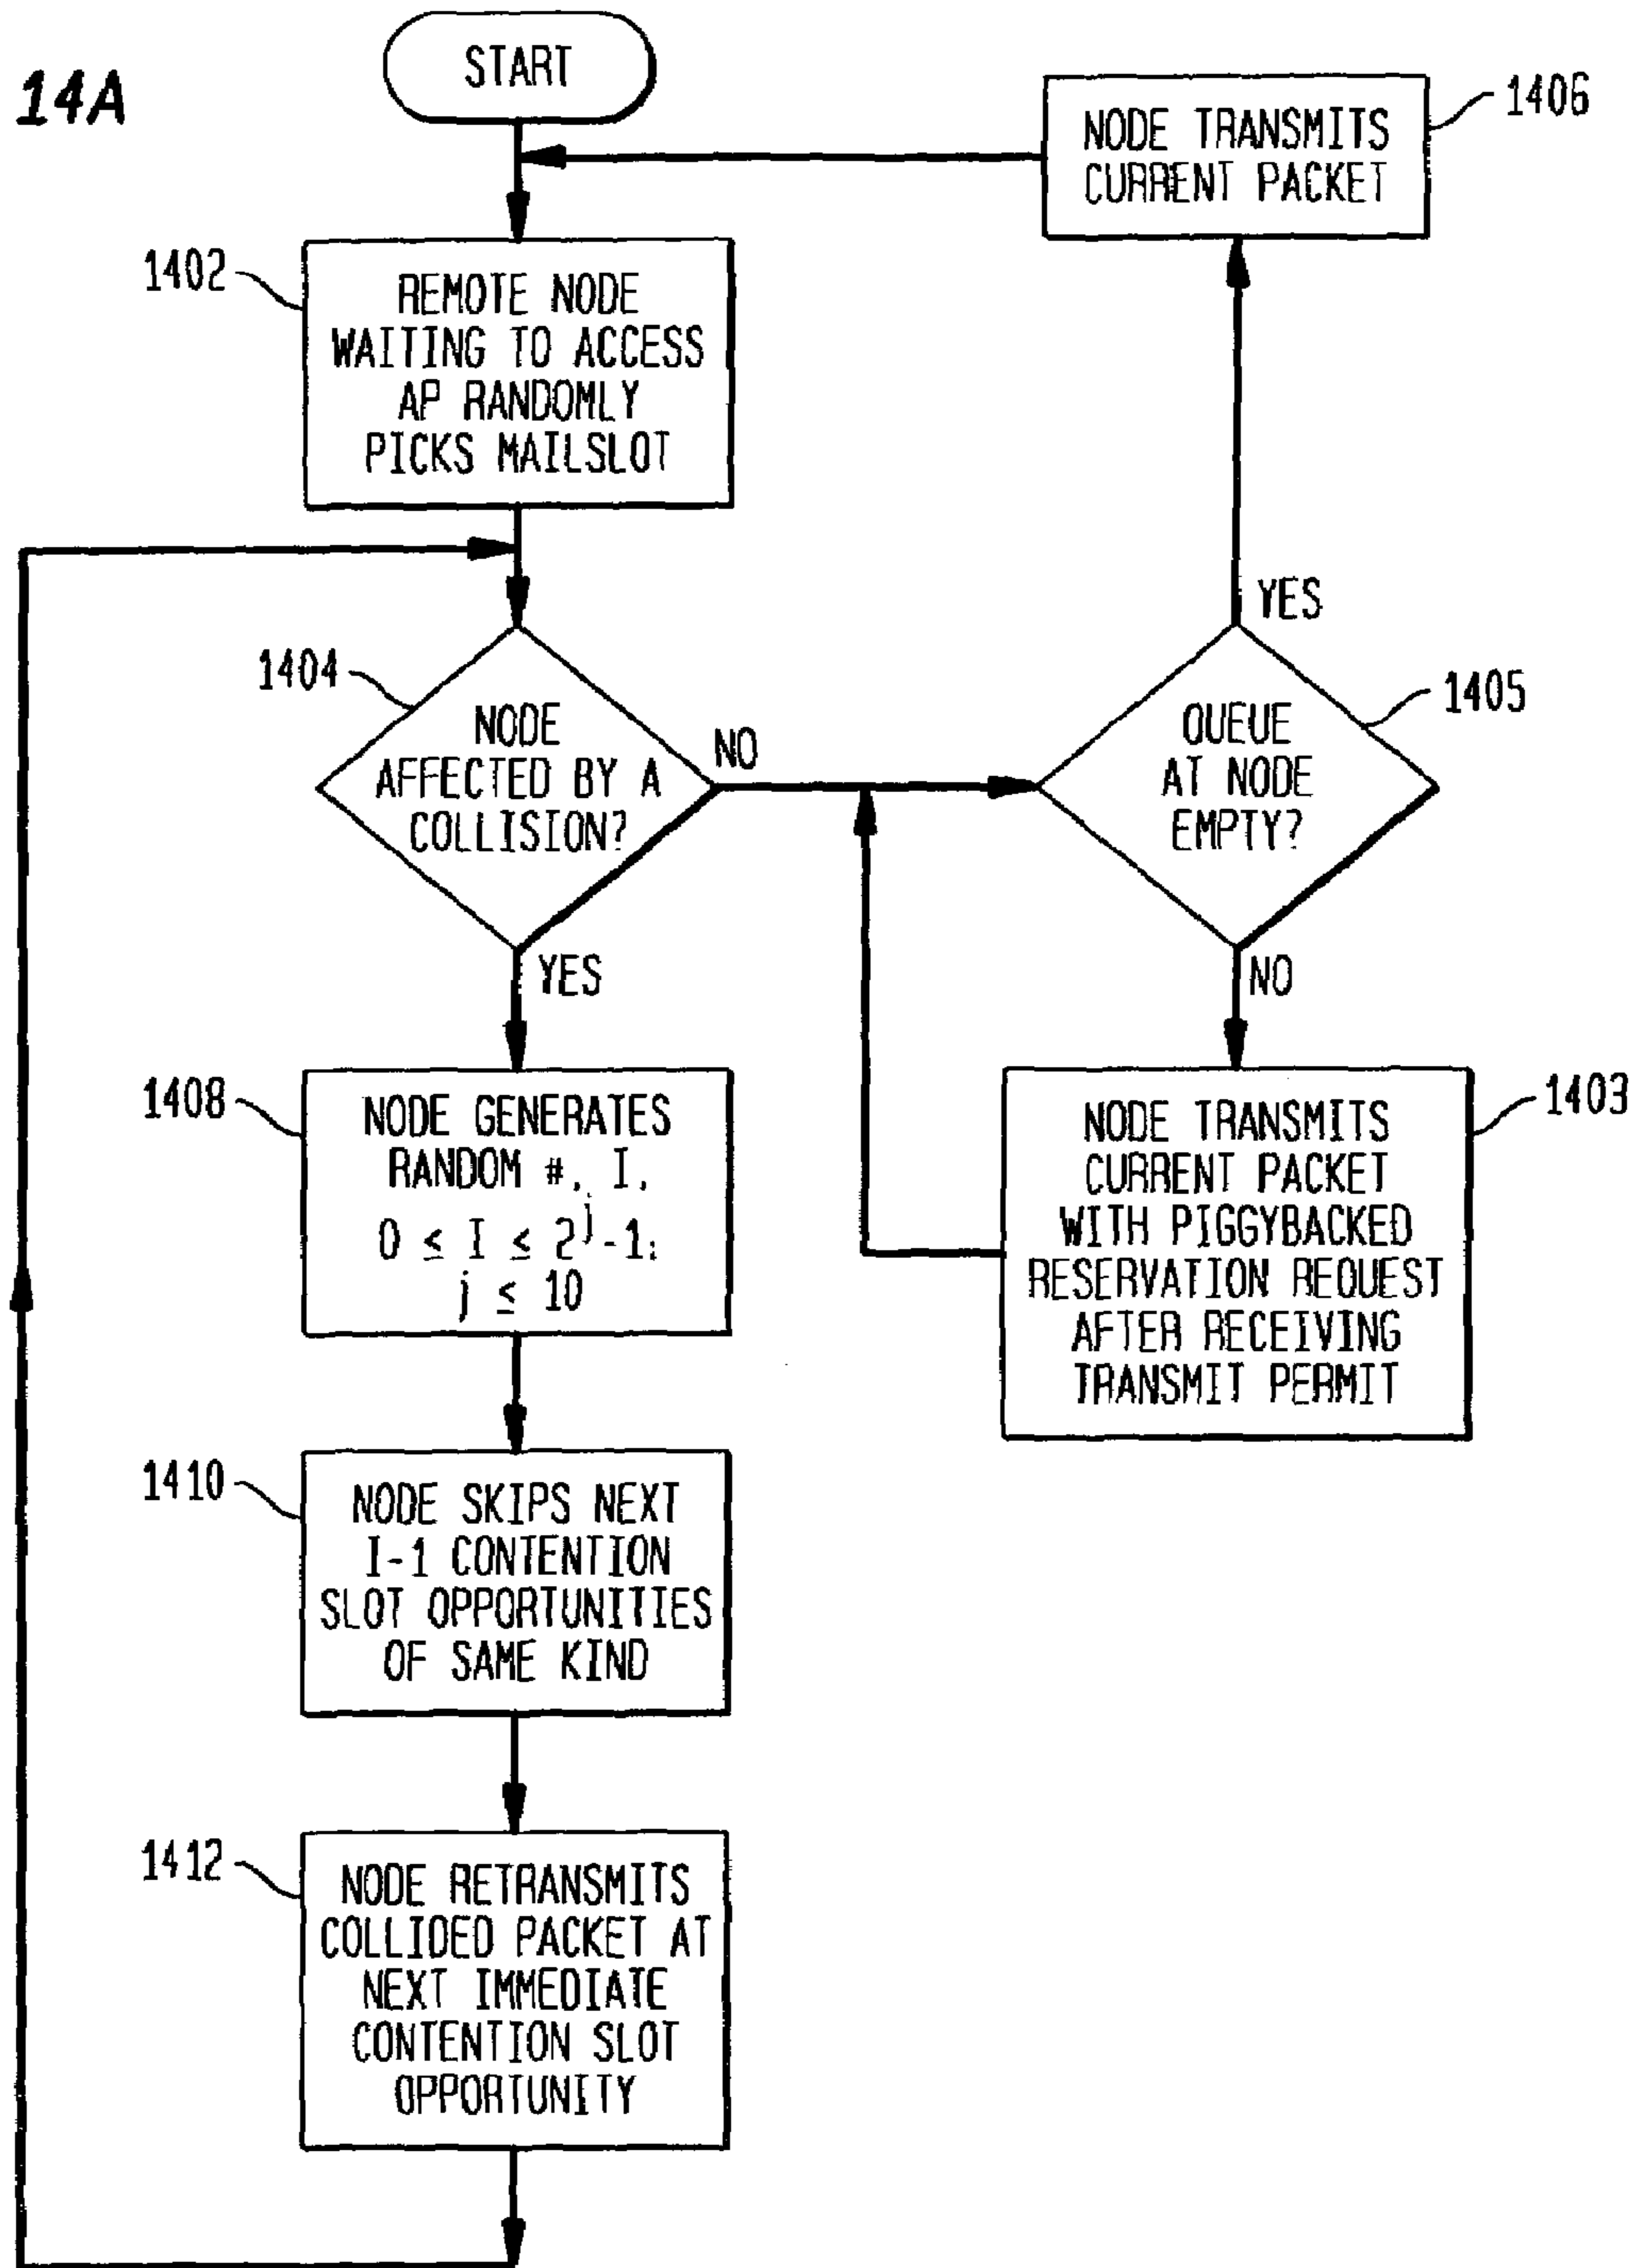 14A
START
1406
NODE TRANSMITS
CURRENT PACKET
1402
REMOTE NODE
WAITING TO ACCESS
AP RANDOMLY
PICKS MAILSLOT
YES
1404
NODE
AFFECTED BY A
COLLISION?
NO
1405
QUEUE
AT NODE
EMPTY?
YES
NO
1408
NODE GENERATES
RANDOM #, I,
0 ≤ I ≤ 2^j-1;
j ≤ 10
1403
NODE TRANSMITS
CURRENT PACKET
WITH PIGGYBACKED
RESERVATION REQUEST
AFTER RECEIVING
TRANSMIT PERMIT
1410
NODE SKIPS NEXT
I-1 CONTENTION
SLOT OPPORTUNITIES
OF SAME KIND
1412
NODE RETRANSMITS
COLLIDED PACKET AT
NEXT IMMEDIATE
CONTENTION SLOT
OPPORTUNITY